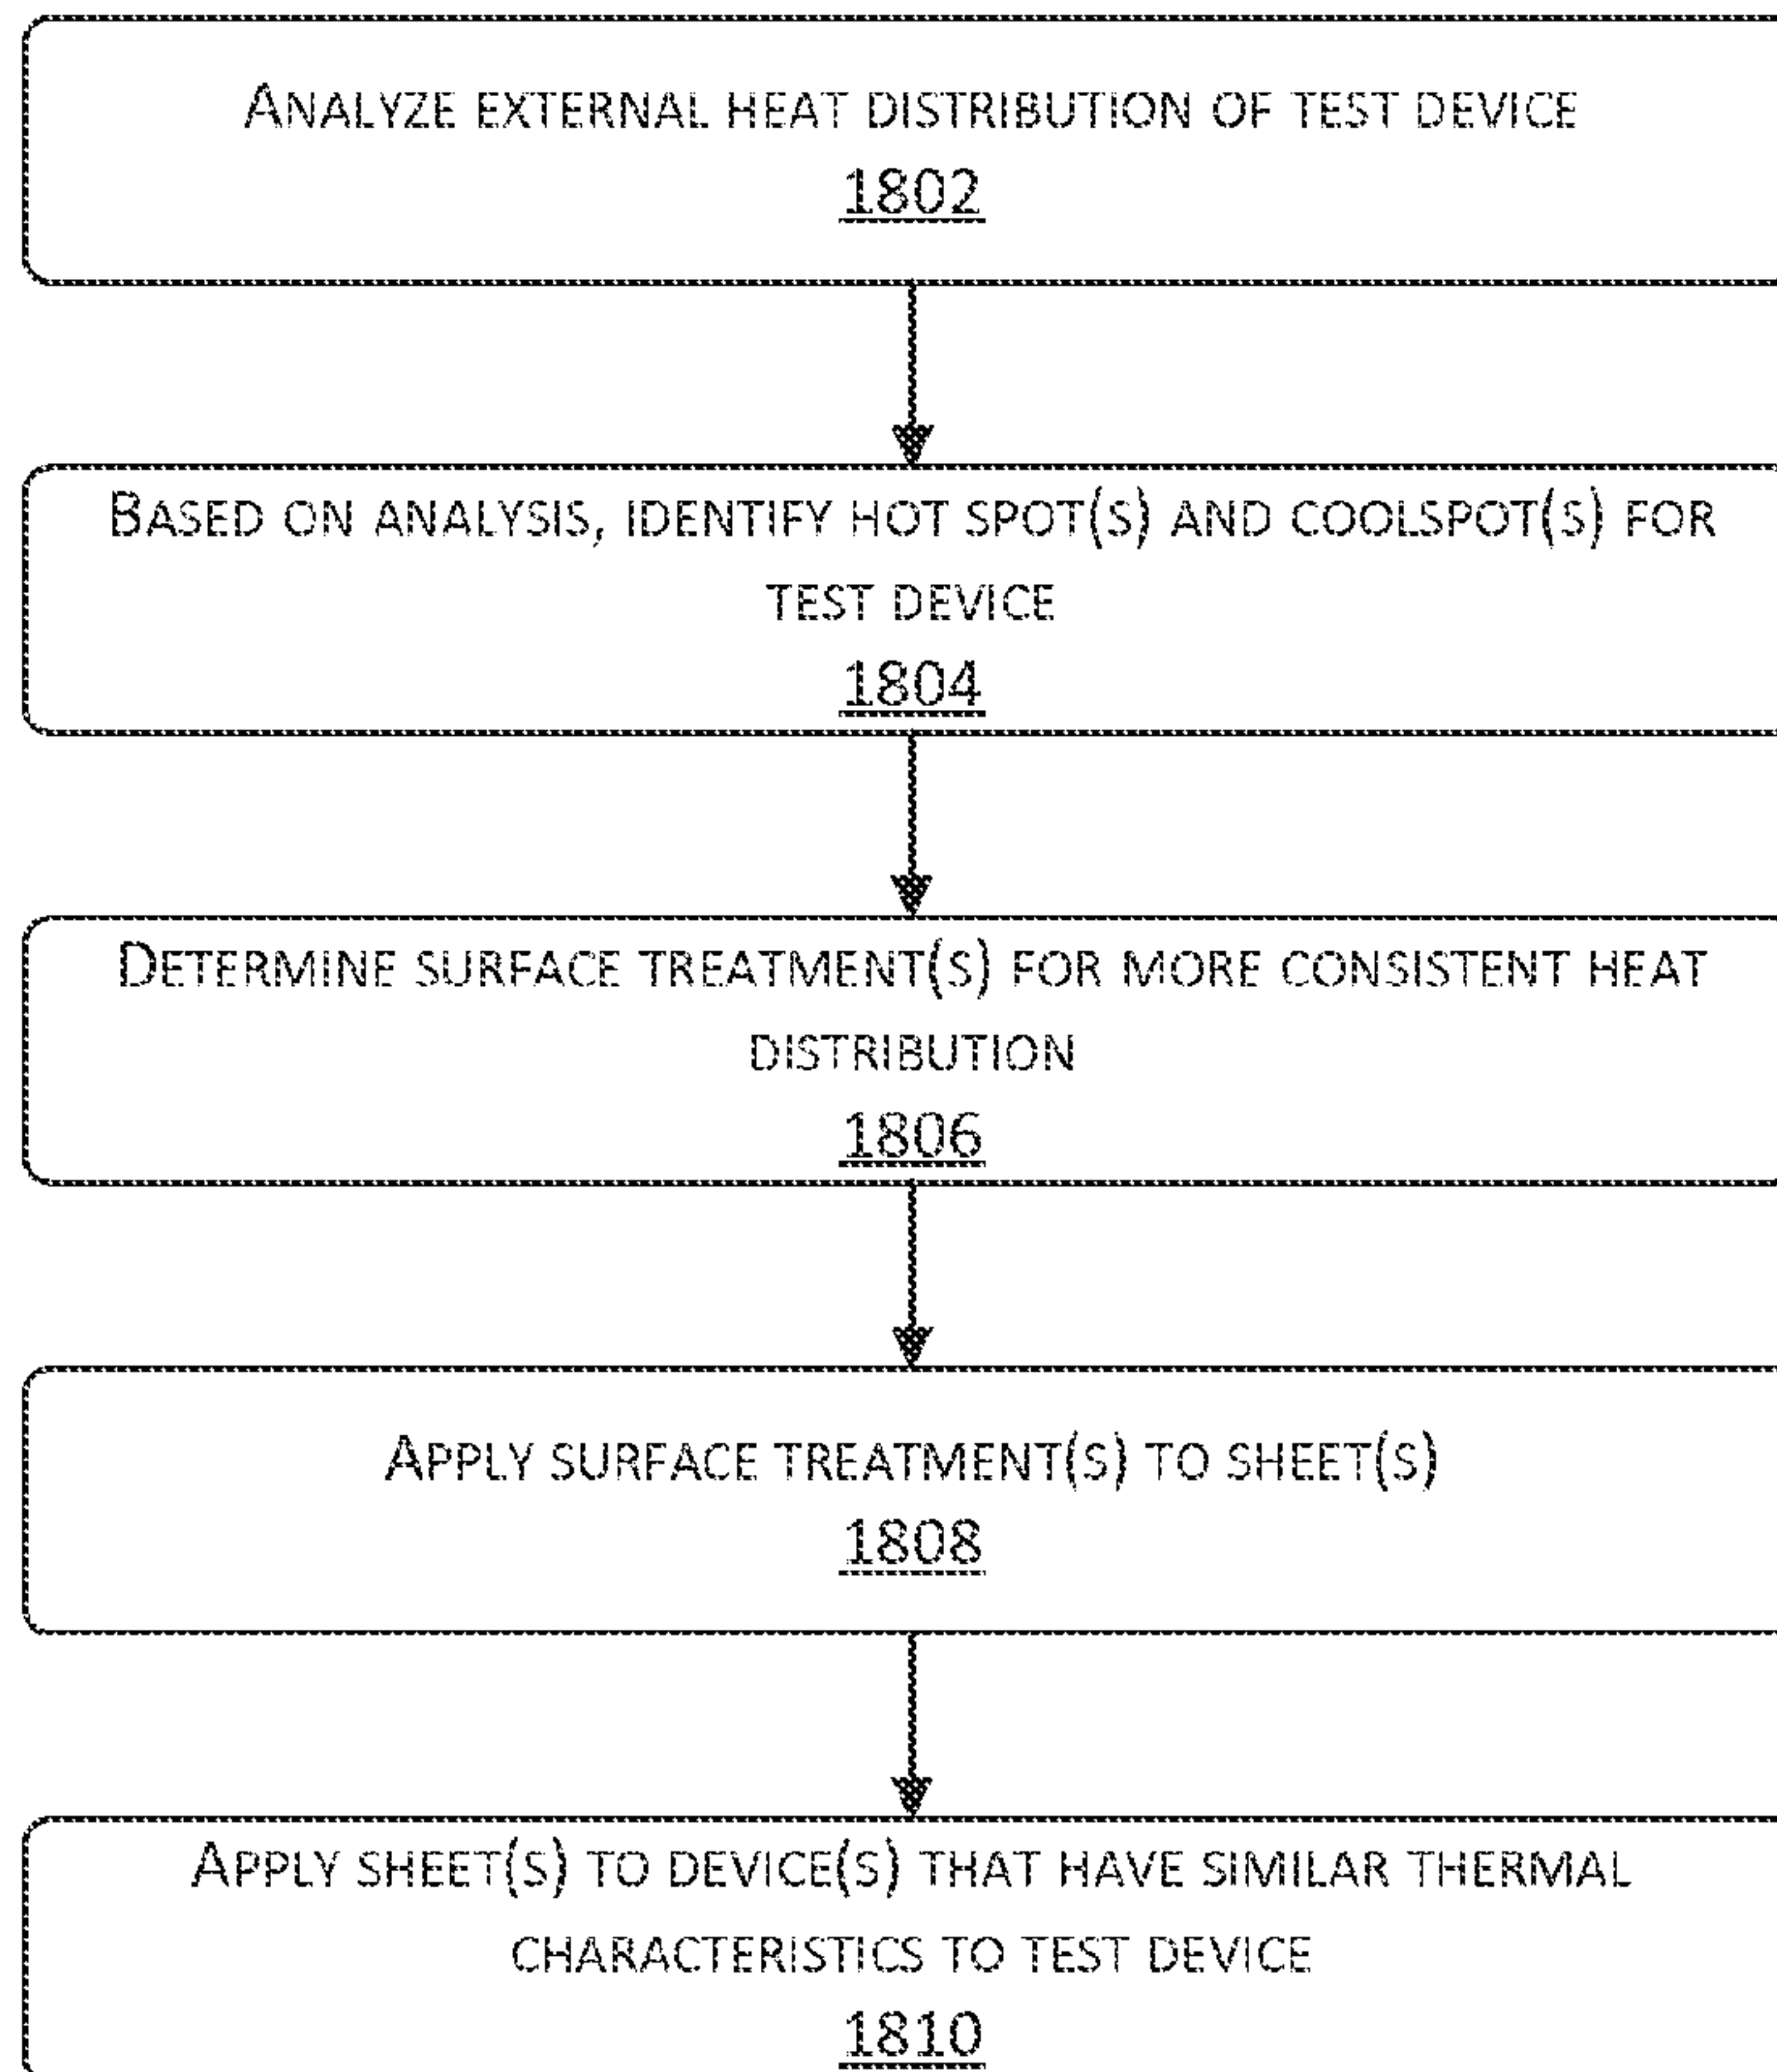 ANALYZE EXTERNAL HEAT DISTRIBUTION OF TEST DEVICE
1802
BASED ON ANALYSIS, IDENTIFY HOT SPOT(S) AND COOLSPOT(S) FOR
TEST DEVICE
1804
DETERMINE SURFACE TREATMENT(S) FOR MORE CONSISTENT HEAT
DISTRIBUTION
1806
APPLY SURFACE TREATMENT(S) TO SHEET(S)
1808
APPLY SHEET(S) TO DEVICE(S) THAT HAVE SIMILAR THERMAL
CHARACTERISTICS TO TEST DEVICE
1810